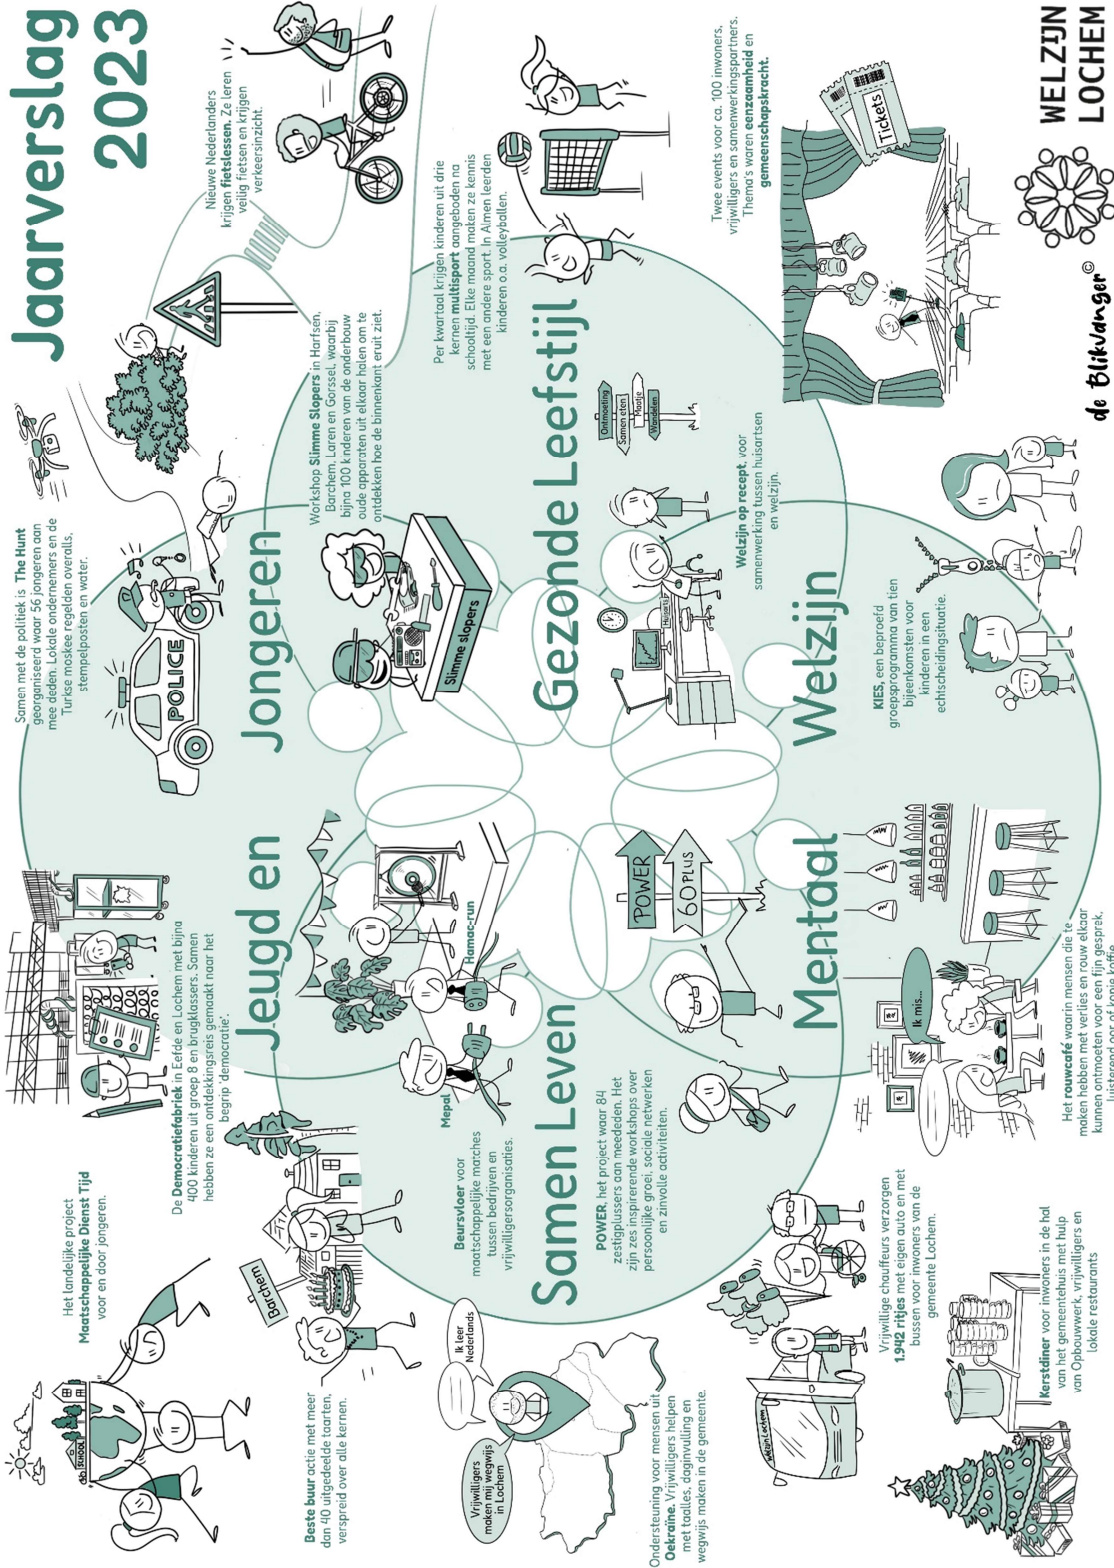 Jaarverslag
2023
Het landelijke project
Maatschappelijke Dienst Tijd
voor en door jongeren.
SCHOOL
De Democratiefabriek in Eefde en Lochem met bijna
400 kinderen uit groep 8 en brugklassers. Samen
hebben ze een ontdekkingsreis gemaakt naar het
begrip 'democratie'.
Samen met de politiek is The Hunt
georganiseerd waar 56 jongeren aan
mee deden. Lokale ondernemers en de
Turkse moskee regelden overalls,
stempelposten en water.
POLICE
Nieuwe Nederlanders
krijgen fietslessen. Ze leren
veilig fietsen en krijgen
verkeersinzicht.
Jeugd en Jongeren
Barchem
Beste buur actie met meer
dan 40 uitgedeelde taarten,
verspreid over alle kernen.
Workshop Slimme Slopers in Harfsen,
Barchem, Laren en Gorssel, waarbij
bijna 100 kinderen van de onderbouw
oude apparaten uit elkaar halen om te
ontdekken hoe de binnenkant eruit ziet.
Slimme slopers
Per kwartaal krijgen kinderen uit drie
kernen multisport aangeboden na
schooltijd. Elke maand maken ze kennis
met een andere sport. In Almen leerden
kinderen o.a. volleyballen.
Mepal
Hamac-run
Beursvloer voor
maatschappelijke matches
tussen bedrijven en
vrijwilligersorganisaties.
Ik leer
Nederlands
Vrijwilligers
maken mij wegwijs
in Lochem
Samen Leven
Gezonde Leefstijl
POWER, het project waar 84
zestigplussers aan meededen. Het
zijn zes inspirerende workshops over
persoonlijke groei, sociale netwerken
en zinvolle activiteiten.
POWER
60PLUS
Huisarts
Ontmoeting
Samen eten
Maatje
Wandelen
Ondersteuning voor mensen uit
Oekraïne. Vrijwilligers helpen
met taalles, daginvulling en
wegwijs maken in de gemeente.
Welzijn op recept, voor
samenwerking tussen huisartsen
en welzijn.
Twee events voor ca. 100 inwoners,
vrijwilligers en samenwerkingspartners.
Thema's waren eenzaamheid en
gemeenschapskracht.
Tickets
Mentaal Welzijn
Welzijn Lochem
Vrijwillige chauffeurs verzorgen
1.942 ritjes met eigen auto en met
bussen voor inwoners van de
gemeente Lochem.
Ik mis...
KIES, een beproefd
groepsprogramma van tien
bijeenkomsten voor
kinderen in een
echtscheidingsituatie.
Kerstdiner voor inwoners in de hal
van het gemeentehuis met hulp
van Opbouwwerk, vrijwilligers en
lokale restaurants
Het rouwcafé waarin mensen die te
maken hebben met verlies en rouw elkaar
kunnen ontmoeten voor een fijn gesprek,
luisterend oor of kopje koffie
de Blikvanger ©
WELZIJN
LOCHEM